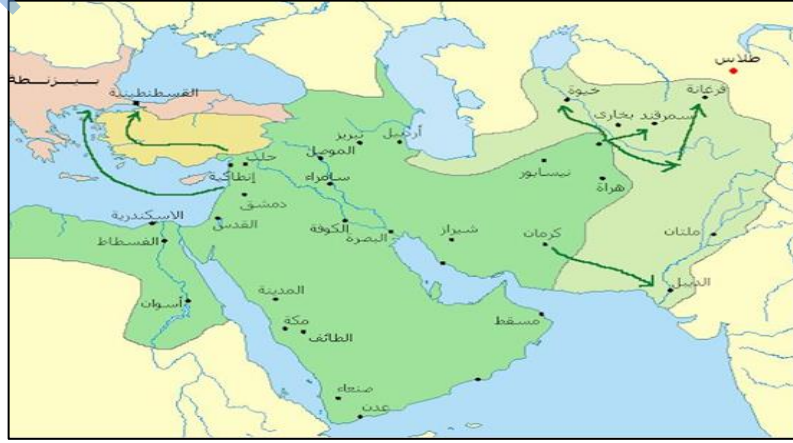 طلاس
بيزنطة
القسطنطينية
خيوة
فرغانة
بخارى
سمرقند
أردبيل
تبريز
الموصل
حلب
إنطاكية
نيسابور
هراة
سامراء
دمشق
الاسكندرية
القدس
الكوفة
البصرة
شيراز
كرمان
ملتان
الفسطاط
الديبل
أسوان
المدينة
مكة
الطائف
مسقط
صنعاء
عدن